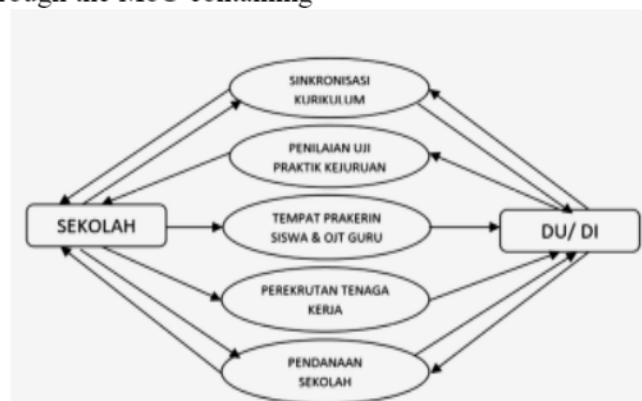 through the MoU containing
SINKRONISASI
KURIKULUM
PENILAIAN UJI
PRAKTIK KEJURUAN
SEKOLAH
TEMPAT PRAKERIN
SISWA & OJT GURU
DU/ DI
PEREKRUTAN TENAGA
KERJA
PENDANAAN
SEKOLAH